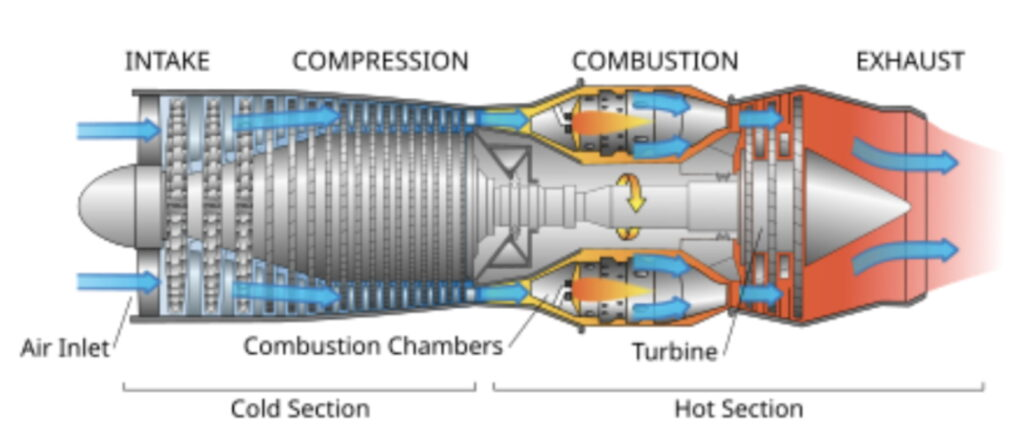 INTAKE
COMPRESSION
COMBUSTION
EXHAUST
Air Inlet
Combustion Chambers
Turbine
Cold Section
Hot Section